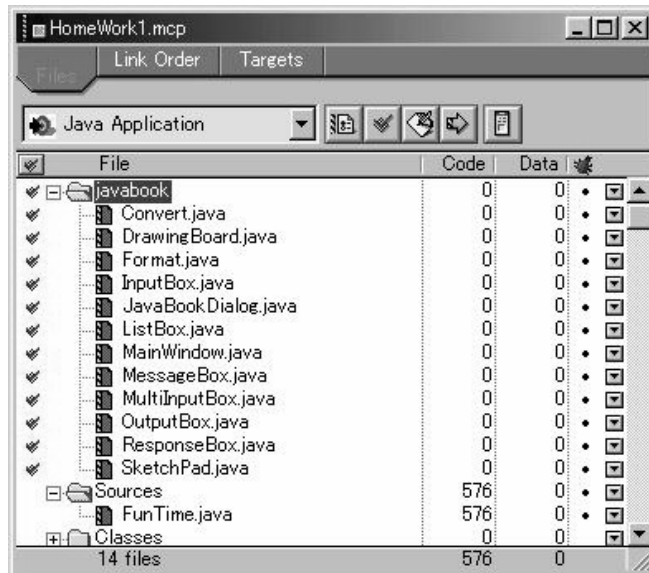 HomeWork1.mcp
Files Link Order Targets
Java Application
File Code Data
javabook 0 0
Convert.java 0 0
DrawingBoard.java 0 0
Format.java 0 0
InputBox.java 0 0
JavaBookDialog.java 0 0
ListBox.java 0 0
MainWindow.java 0 0
MessageBox.java 0 0
MultiInputBox.java 0 0
OutputBox.java 0 0
ResponseBox.java 0 0
SketchPad.java 0 0
Sources 576 0
FunTime.java 576 0
Classes 0 0
14 files 576 0